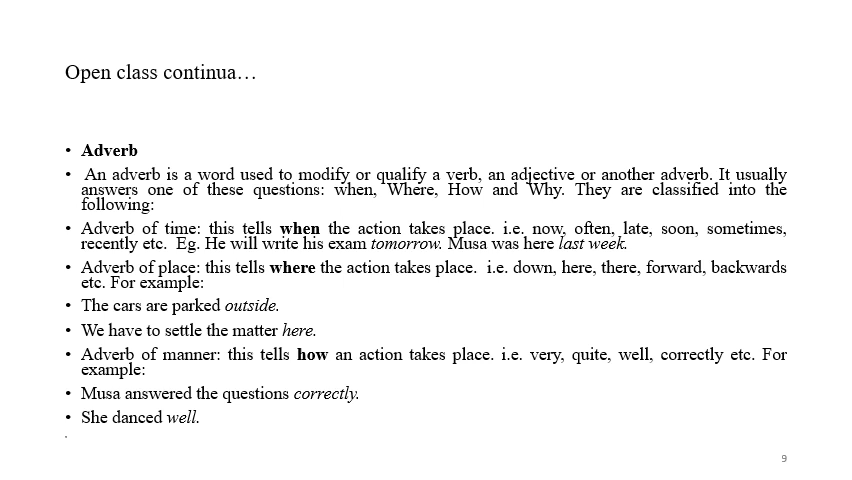 Open class continua…
• Adverb
• An adverb is a word used to modify or qualify a verb, an adjective or another adverb. It usually
answers one of these questions: when, Where, How and Why. They are classified into the
following:
• Adverb of time: this tells when the action takes place. i.e. now, often, late, soon, sometimes,
recently etc.  Eg. He will write his exam tomorrow. Musa was here last week.
• Adverb of place: this tells where the action takes place.  i.e. down, here, there, forward, backwards
etc. For example:
• The cars are parked outside.
• We have to settle the matter here.
• Adverb of manner: this tells how an action takes place. i.e. very, quite, well, correctly etc. For
example:
• Musa answered the questions correctly.
• She danced well.
•
9